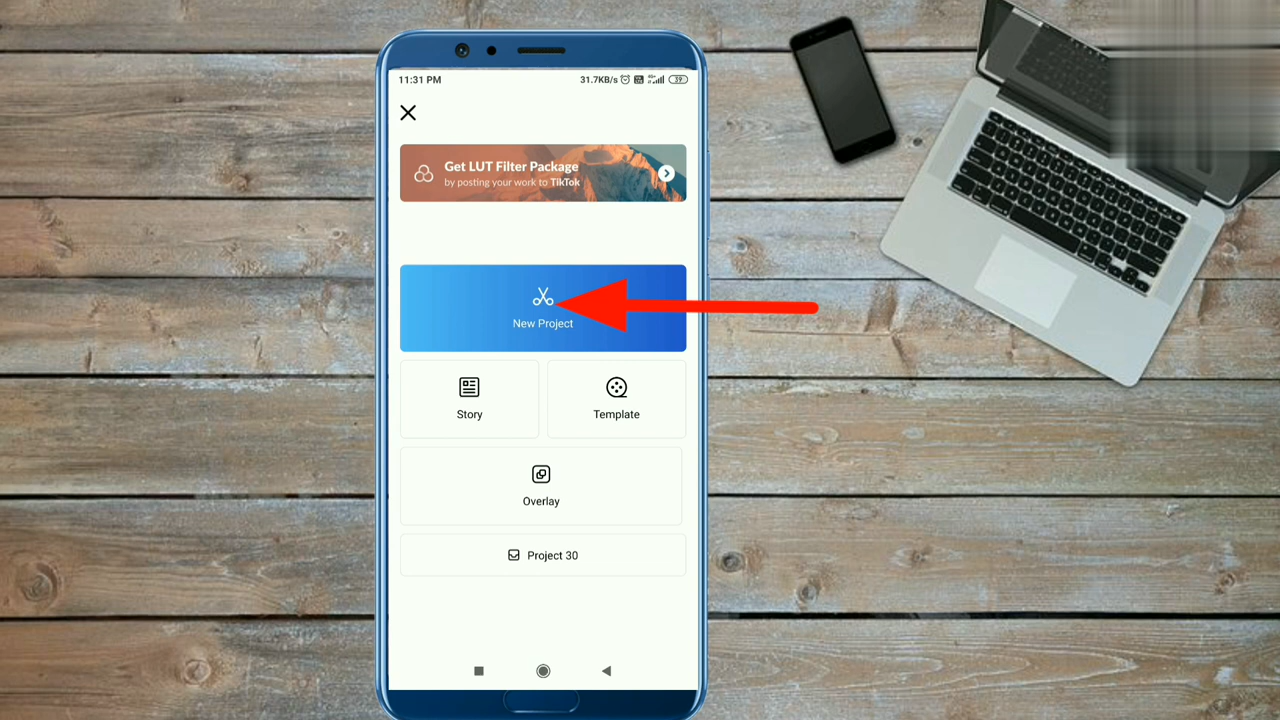 11:31 PM
31.7KB/s
39
Get LUT Filter Package
by posting your work to TikTok
New Project
Story
Template
Overlay
Project 30